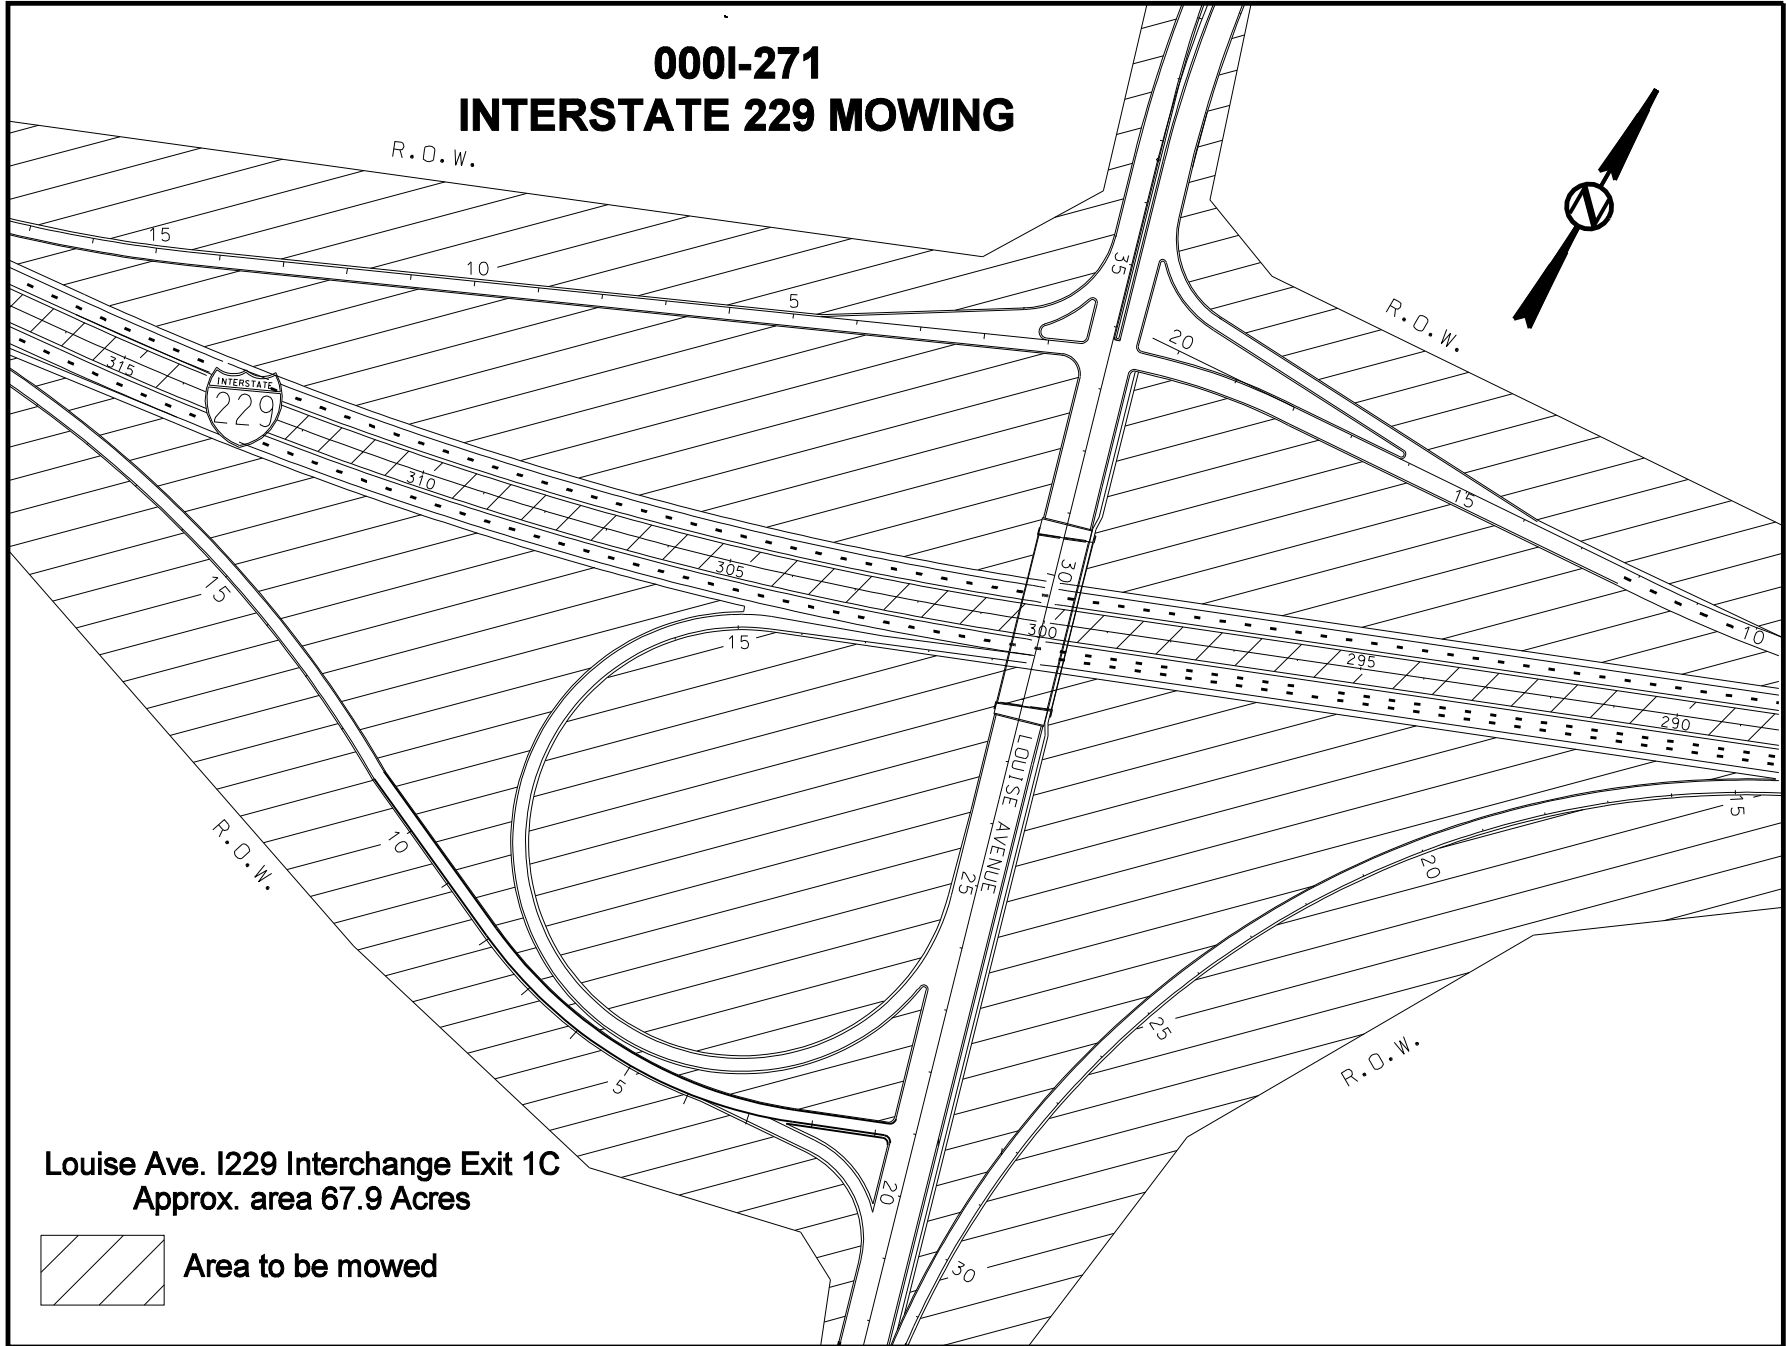 000I-271
INTERSTATE 229 MOWING
R.O.W.
15
10
5
35
20
R.O.W.
315
INTERSTATE
229
310
15
305
30
10
15
300
295
290
15
LOUISE AVENUE
15
R.O.W.
10
25
20
25
R.O.W.
5
20
30
Louise Ave. I229 Interchange Exit 1C
Approx. area 67.9 Acres
Area to be mowed
N